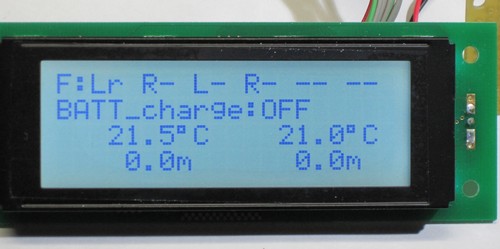 F:Lr R- L- R- -- --
BATT_charge:OFF
21.5°C 21.0°C
0.0m 0.0m